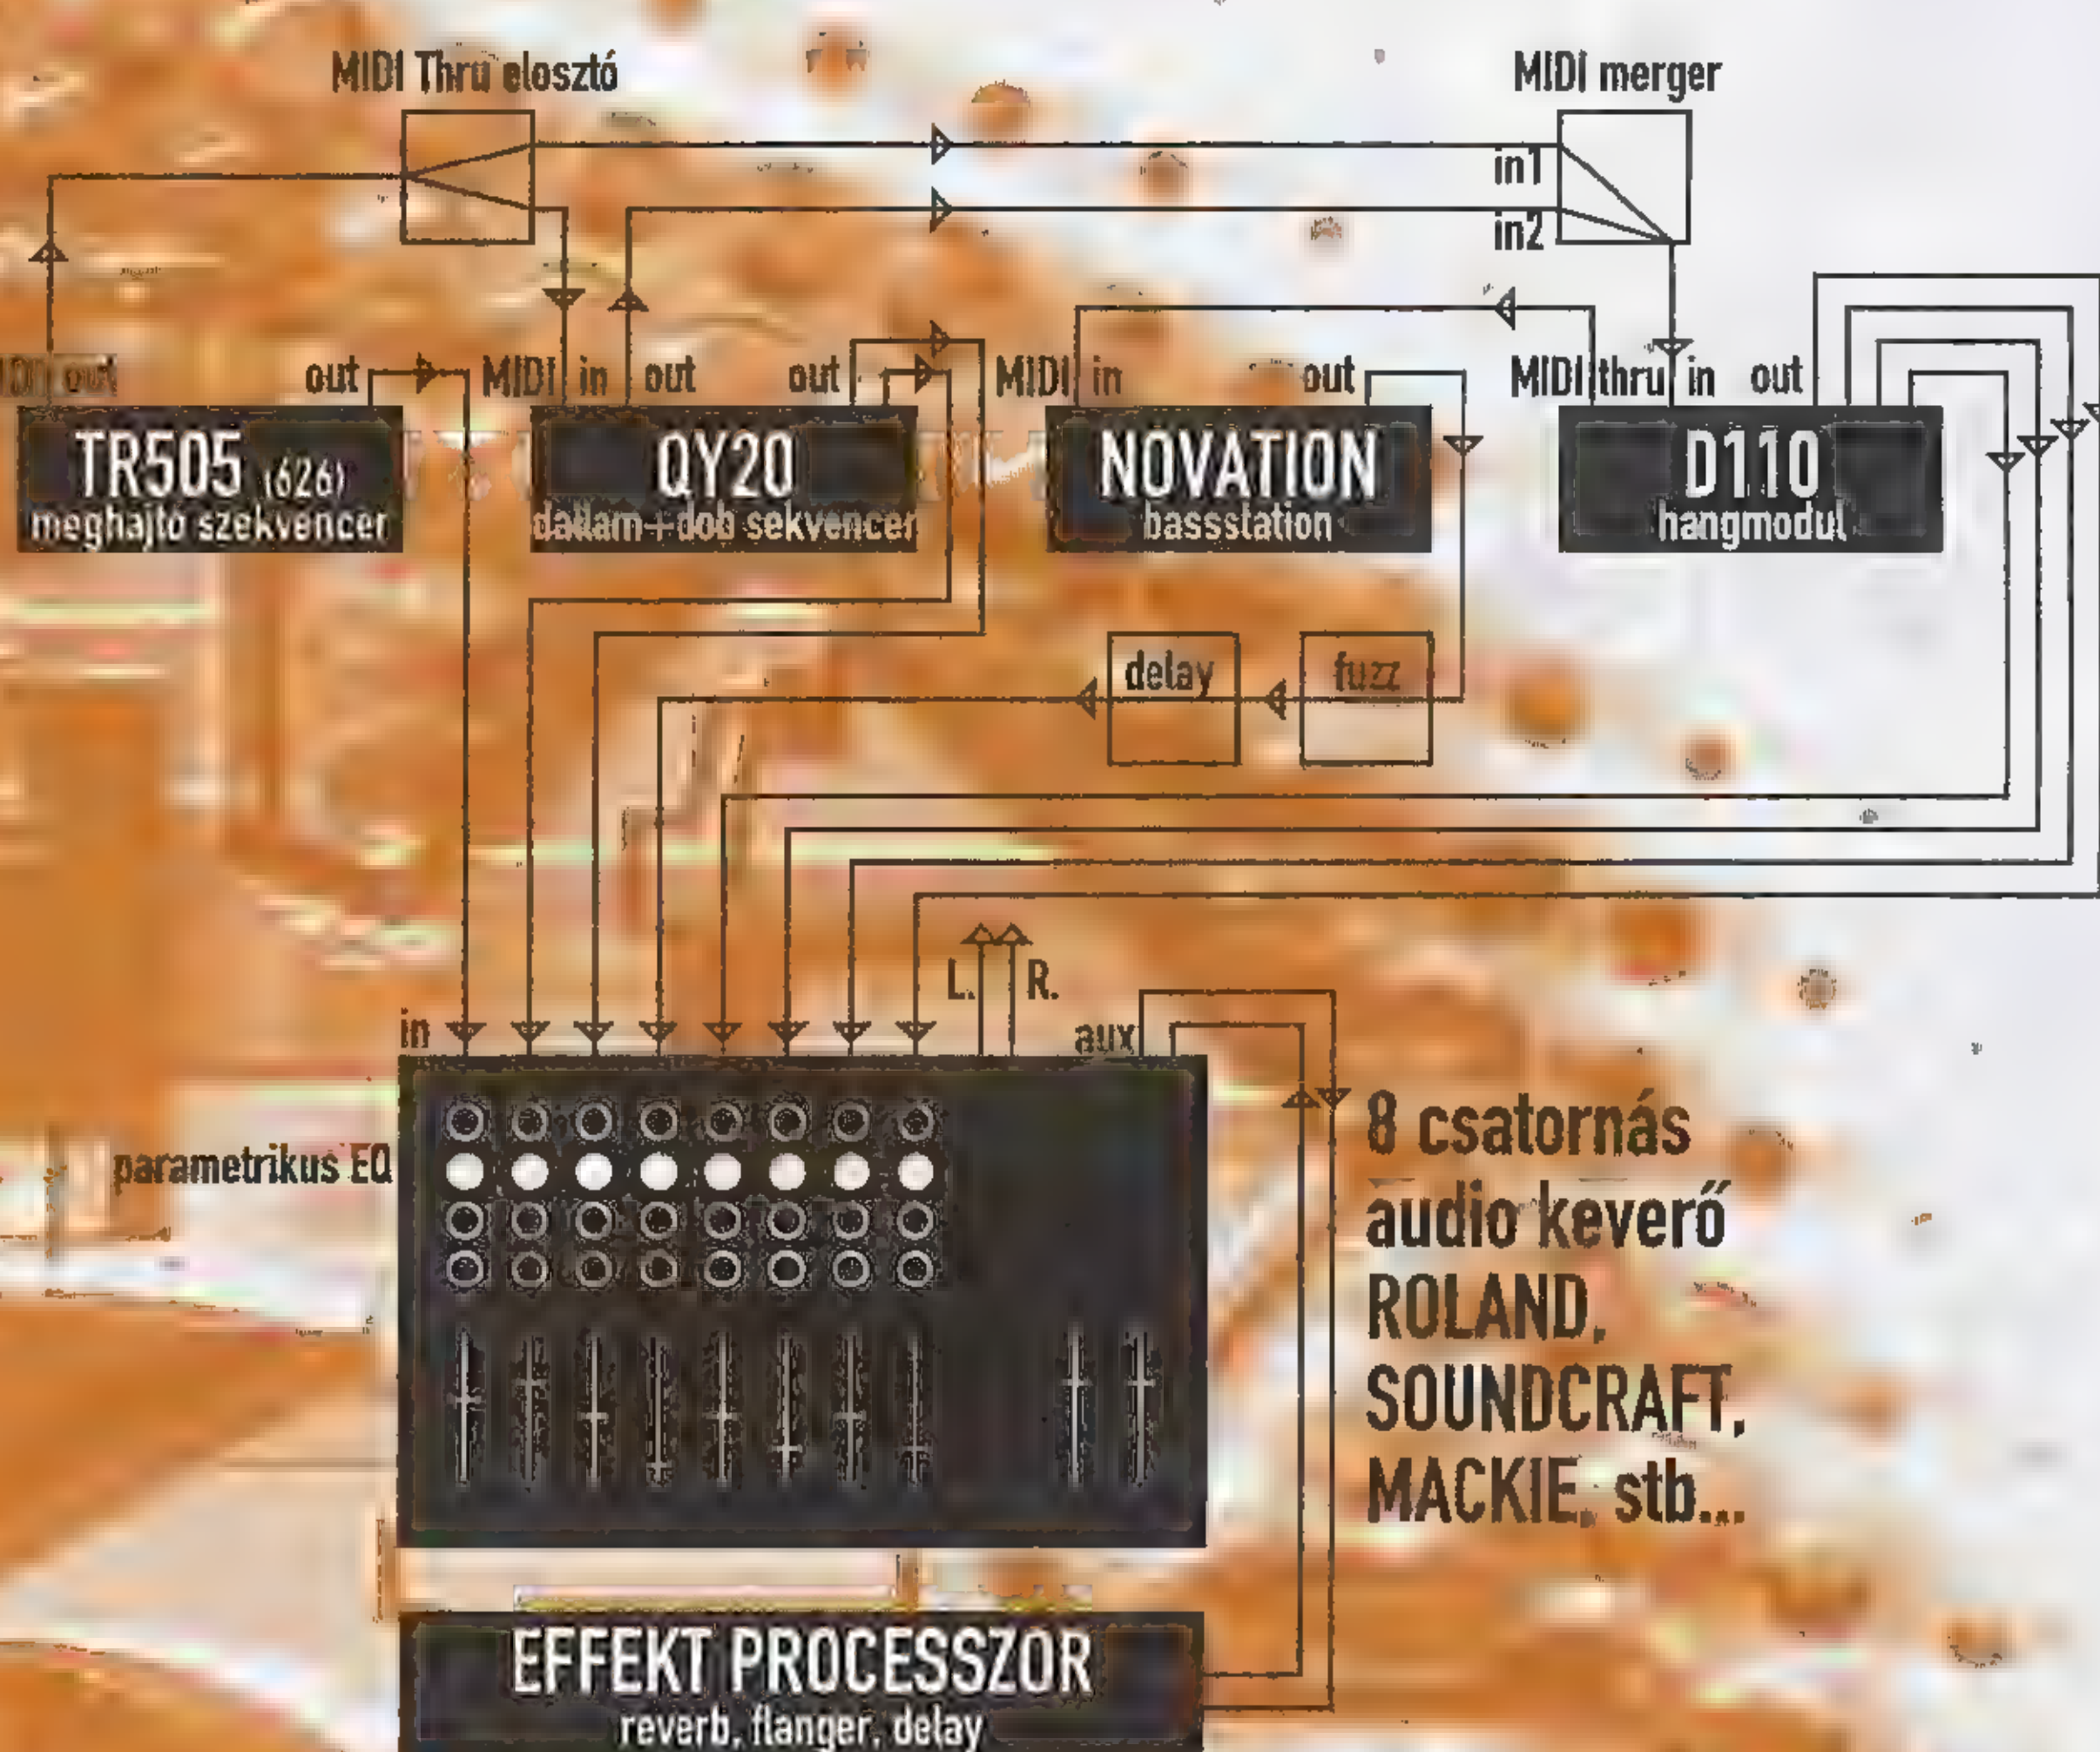 MIDI Thru elosztó
MIDI merger
in1
in2
out
out
MIDI in
out
out
MIDI in
out
MIDI thru in
out
TR505 (626)
meghajto szekvencer
QY20
dallam+dob sekvencer
NOVATION
bassstation
D110
hangmodul
delay
fuzz
L.
R.
in
aux
parametrikus EQ
8 csatornás
audio keverő
ROLAND,
SOUNDCRAFT,
MACKIE, stb...
EFFEKT PROCESSZOR
reverb, flanger, delay